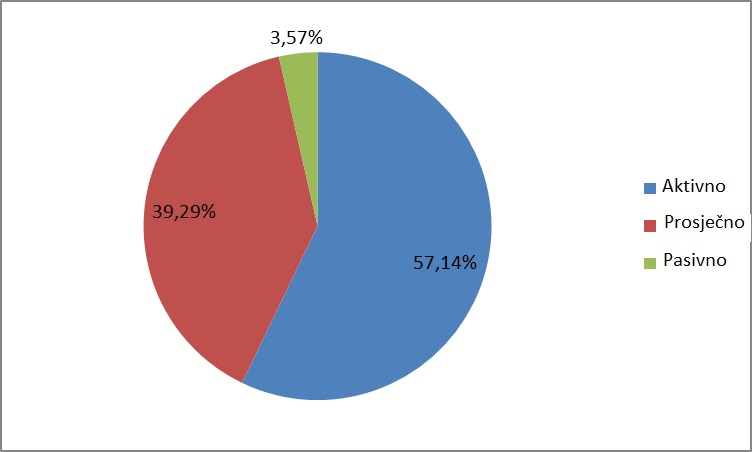 3,57%
39,29%
57,14%
Aktivno
Prosječno
Pasivno